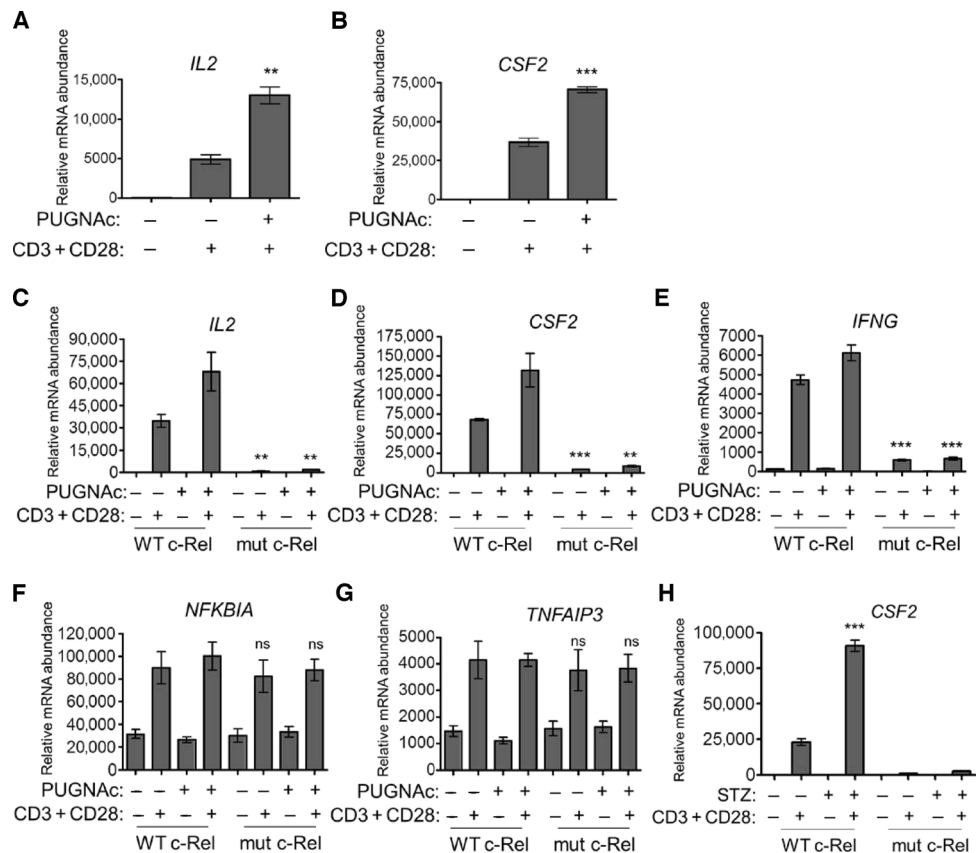 A
IL2
Relative mRNA abundance
15,000
10,000
5000
0
**
PUGNAc: – – +
CD3 + CD28: – + +
B
CSF2
Relative mRNA abundance
75,000
50,000
25,000
0
***
PUGNAc: – – +
CD3 + CD28: – + +
C
IL2
Relative mRNA abundance
90,000
75,000
60,000
45,000
30,000
15,000
0
** **
PUGNAc: – – + + – – + +
CD3 + CD28: – + – + – + – +
WT c-Rel mut c-Rel
D
CSF2
Relative mRNA abundance
175,000
150,000
125,000
100,000
75,000
50,000
25,000
0
*** **
PUGNAc: – – + + – – + +
CD3 + CD28: – + – + – + – +
WT c-Rel mut c-Rel
E
IFNG
Relative mRNA abundance
7000
6000
5000
4000
3000
2000
1000
0
*** ***
PUGNAc: – – + + – – + +
CD3 + CD28: – + – + – + – +
WT c-Rel mut c-Rel
F
NFKBIA
Relative mRNA abundance
120,000
100,000
80,000
60,000
40,000
20,000
0
ns ns
PUGNAc: – – + + – – + +
CD3 + CD28: – + – + – + – +
WT c-Rel mut c-Rel
G
TNFAIP3
Relative mRNA abundance
5000
4000
3000
2000
1000
0
ns ns
PUGNAc: – – + + – – + +
CD3 + CD28: – + – + – + – +
WT c-Rel mut c-Rel
H
CSF2
Relative mRNA abundance
100,000
75,000
50,000
25,000
0
***
STZ: – – + + – – + +
CD3 + CD28: – + – + – + – +
WT c-Rel mut c-Rel